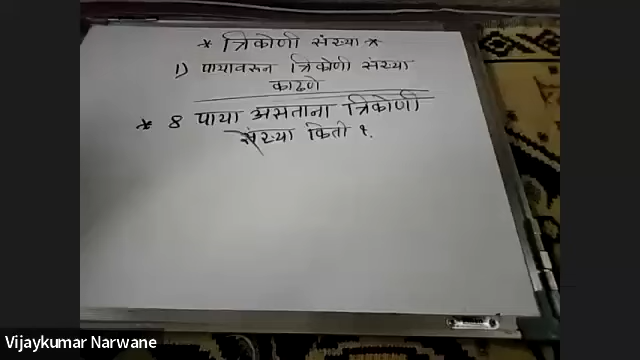 * त्रिकोणी संख्या *
1) पायावरून त्रिकोणी संख्या
काढणे
* 8 पाया असताना त्रिकोणी
संख्या किती ?.
Vijaykumar Narwane